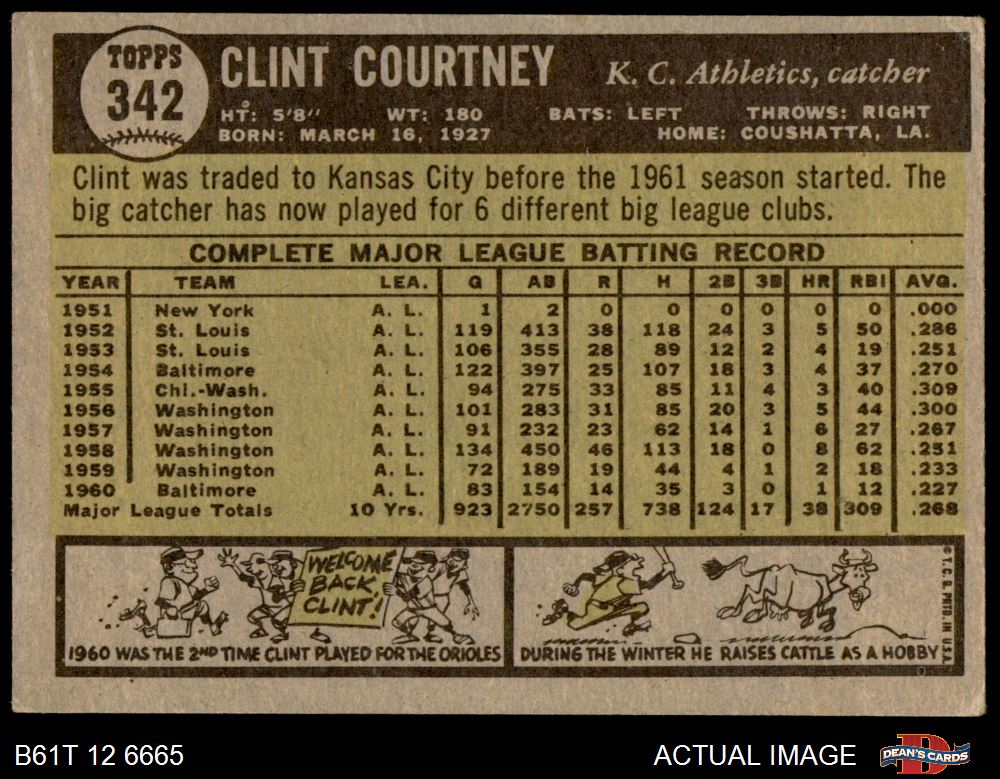 TOPPS
342
CLINT COURTNEY
K. C. Athletics, catcher
HT: 5'8" WT: 180 BATS: LEFT THROWS: RIGHT
BORN: MARCH 16, 1927 HOME: COUSHATTA, LA.
Clint was traded to Kansas City before the 1961 season started. The
big catcher has now played for 6 different big league clubs.
COMPLETE MAJOR LEAGUE BATTING RECORD
YEAR TEAM LEA. G AB R H 2B 3B HR RBI AVG.
1951 New York A. L. 1 2 0 0 0 0 0 0 .000
1952 St. Louis A. L. 119 413 38 118 24 3 5 50 .286
1953 St. Louis A. L. 106 355 28 89 12 2 4 19 .251
1954 Baltimore A. L. 122 397 25 107 18 3 4 37 .270
1955 Chi.-Wash. A. L. 94 275 33 85 11 4 3 40 .309
1956 Washington A. L. 101 283 31 85 20 3 5 44 .300
1957 Washington A. L. 91 232 23 62 14 1 6 27 .267
1958 Washington A. L. 134 450 46 113 18 0 8 62 .251
1959 Washington A. L. 72 189 19 44 4 1 2 18 .233
1960 Baltimore A. L. 83 154 14 35 3 0 1 12 .227
Major League Totals 10 Yrs. 923 2750 257 738 124 17 38 309 .268
WELCOME
BACK,
CLINT!
1960 WAS THE 2ND TIME CLINT PLAYED FOR THE ORIOLES
DURING THE WINTER HE RAISES CATTLE AS A HOBBY
© T. C. G. PRTD. IN U.S.A.
B61T 12 6665
ACTUAL IMAGE
DEAN'S CARDS